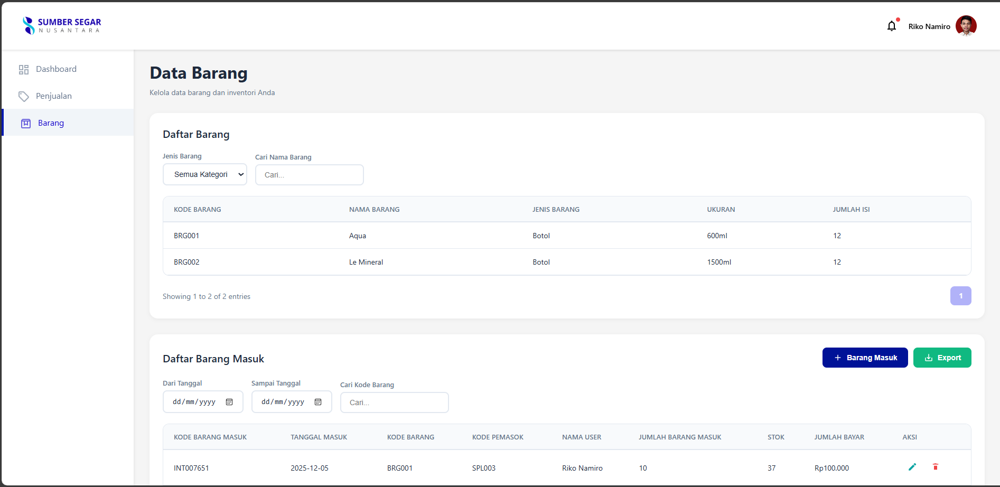 SUMBER SEGAR
NUSANTARA
Riko Namiro
Dashboard
Penjualan
Barang
Data Barang
Kelola data barang dan inventori Anda
Daftar Barang
Jenis Barang
Cari Nama Barang
Semua Kategori
Cari...
KODE BARANG NAMA BARANG JENIS BARANG UKURAN JUMLAH ISI
BRG001 Aqua Botol 600ml 12
BRG002 Le Mineral Botol 1500ml 12
Showing 1 to 2 of 2 entries
1
Daftar Barang Masuk
Barang Masuk
Export
Dari Tanggal
Sampai Tanggal
Cari Kode Barang
dd/mm/yyyy
dd/mm/yyyy
Cari...
KODE BARANG MASUK TANGGAL MASUK KODE BARANG KODE PEMASOK NAMA USER JUMLAH BARANG MASUK STOK JUMLAH BAYAR AKSI
INT007651 2025-12-05 BRG001 SPL003 Riko Namiro 10 37 Rp100.000